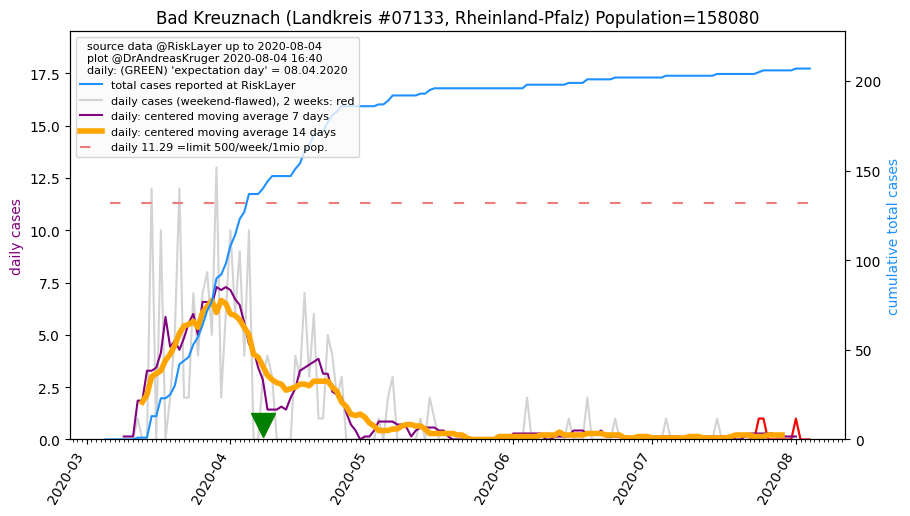 Bad Kreuznach (Landkreis #07133, Rheinland-Pfalz) Population=158080
source data @RiskLayer up to 2020-08-04
plot @DrAndreasKruger 2020-08-04 16:40
daily: (GREEN) 'expectation day' = 08.04.2020
total cases reported at RiskLayer
daily cases (weekend-flawed), 2 weeks: red
daily: centered moving average 7 days
daily: centered moving average 14 days
daily 11.29 =limit 500/week/1mio pop.
daily cases
17.5
15.0
12.5
10.0
7.5
5.0
2.5
0.0
cumulative total cases
200
150
100
50
0
2020-03
2020-04
2020-05
2020-06
2020-07
2020-08